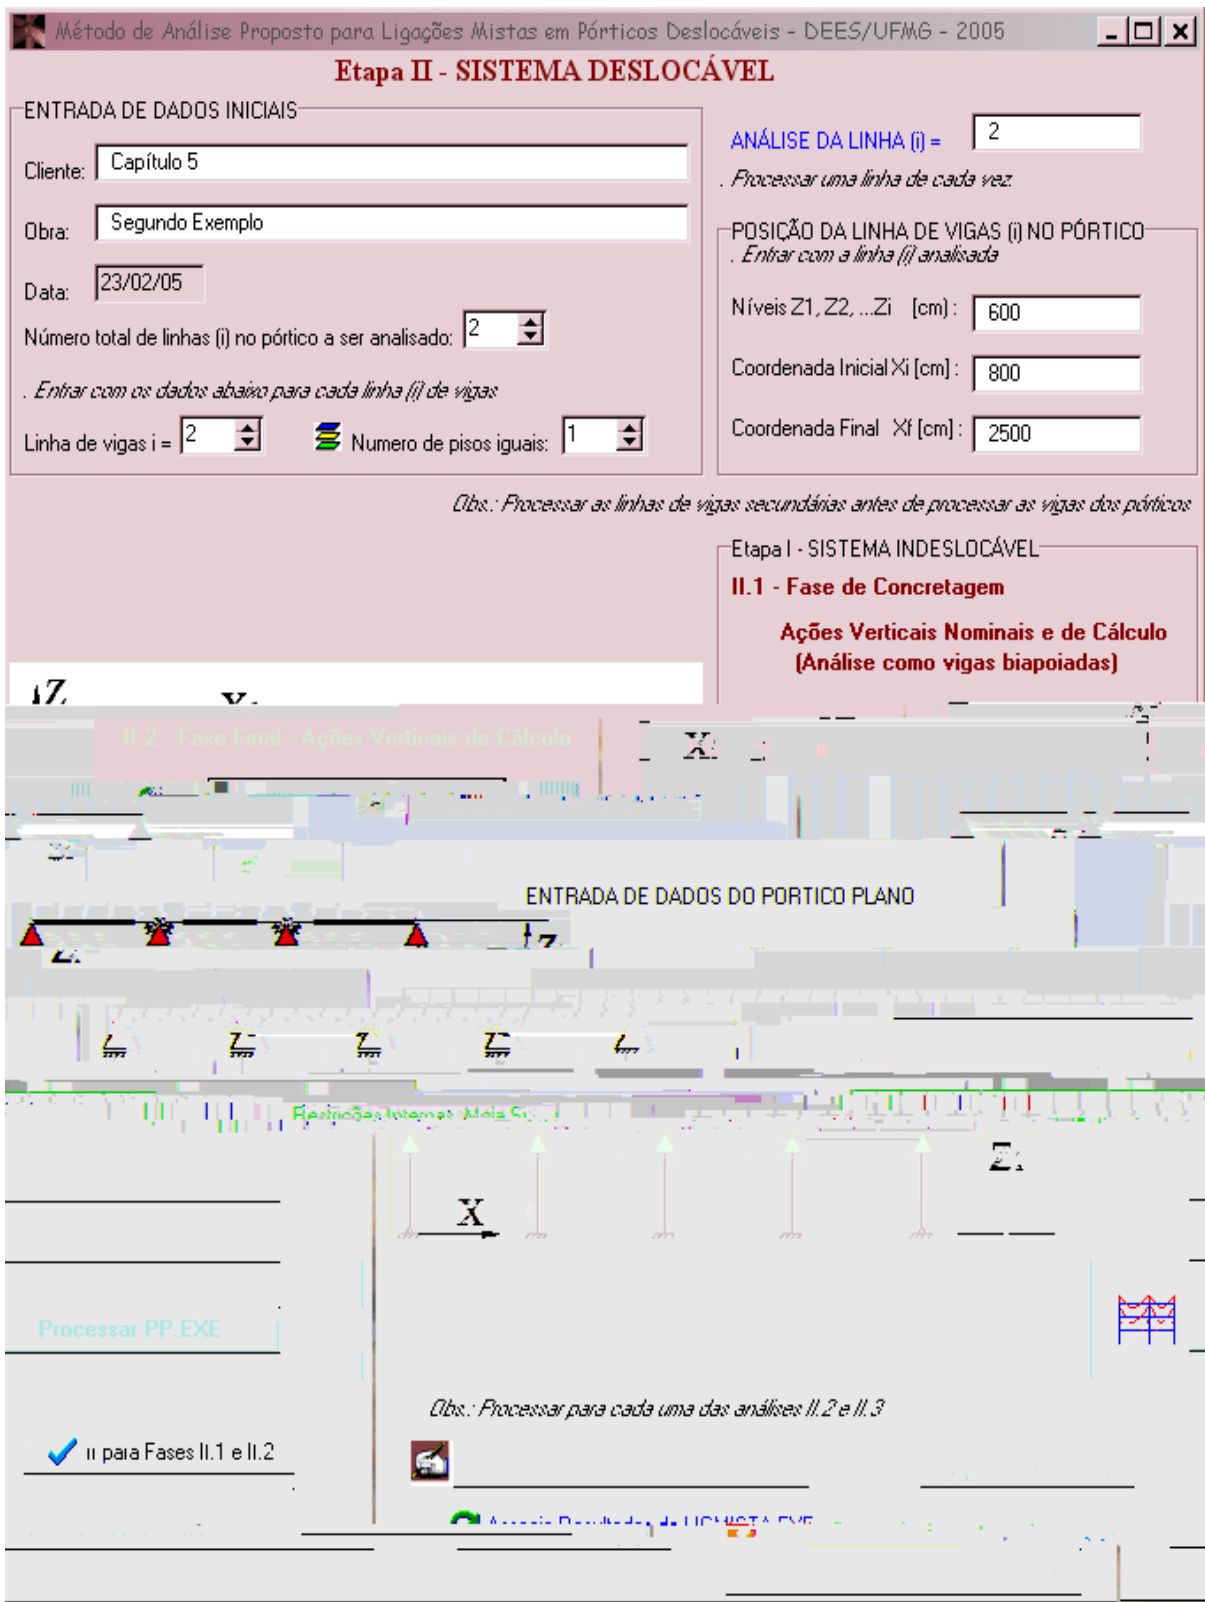 Método de Análise Proposto para Ligações Mistas em Pórticos Deslocáveis - DEES/UFMG - 2005
Etapa II - SISTEMA DESLOCÁVEL
ENTRADA DE DADOS INICIAIS
Cliente: Capítulo 5
Obra: Segundo Exemplo
Data: 23/02/05
Número total de linhas (i) no pórtico a ser analisado: 2
. Entrar com os dados abaixo para cada linha (i) de vigas
Linha de vigas i = 2
Numero de pisos iguais: 1
ANÁLISE DA LINHA (i) = 2
. Processar uma linha de cada vez.
POSIÇÃO DA LINHA DE VIGAS (i) NO PÓRTICO
. Entrar com a linha (i) analisada
Níveis Z1, Z2, ...Zi [cm] : 600
Coordenada Inicial Xi [cm] : 800
Coordenada Final Xf [cm] : 2500
Obs.: Processar as linhas de vigas secundárias antes de processar as vigas dos pórticos
Etapa I - SISTEMA INDESLOCÁVEL
II.1 - Fase de Concretagem
Ações Verticais Nominais e de Cálculo
(Análise como vigas biapoiadas)
Z
II.2 - Fase Final - Ações Verticais de Cálculo
X
ENTRADA DE DADOS DO PORTICO PLANO
Z
Restrições Internas
X
Z1
Processar PP.EXE
Obs.: Processar para cada uma das análises II.2 e II.3
para Fases II.1 e II.2